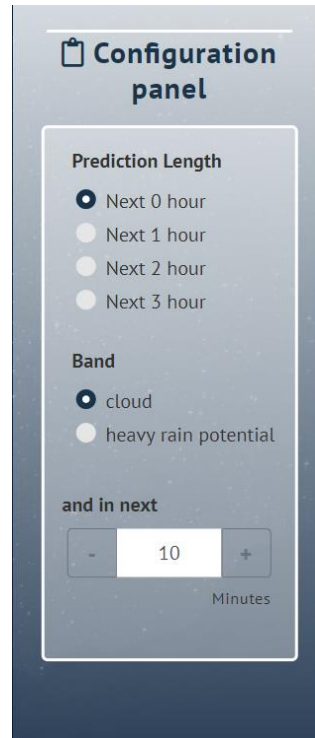 Configuration
panel
Prediction Length
Next 0 hour
Next 1 hour
Next 2 hour
Next 3 hour
Band
cloud
heavy rain potential
and in next
- 10 +
Minutes